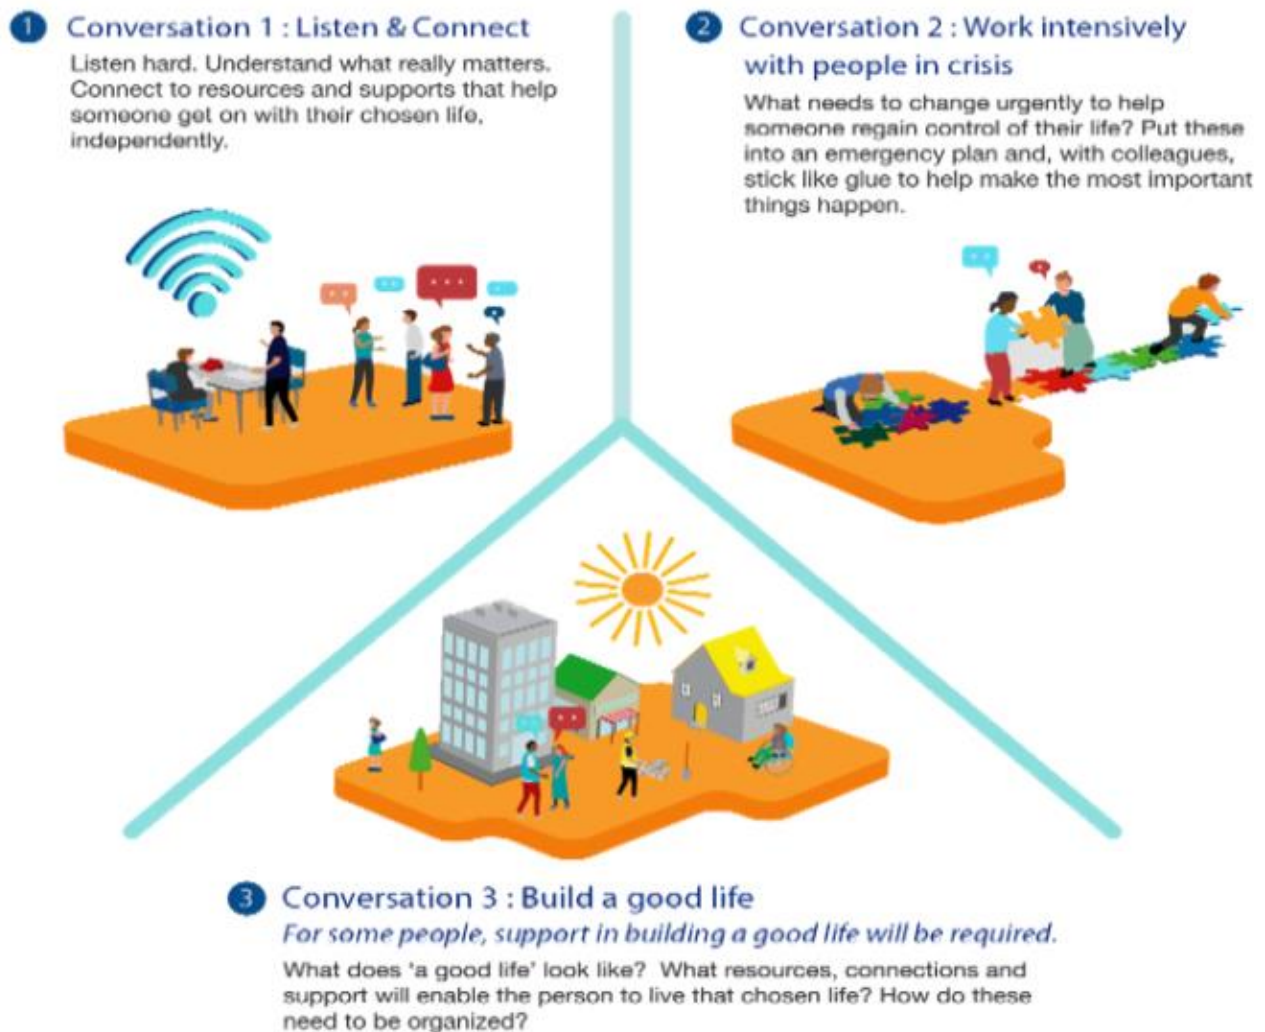 1 Conversation 1 : Listen & Connect
Listen hard. Understand what really matters.
Connect to resources and supports that help
someone get on with their chosen life,
independently.
2 Conversation 2 : Work intensively
with people in crisis
What needs to change urgently to help
someone regain control of their life? Put these
into an emergency plan and, with colleagues,
stick like glue to help make the most important
things happen.
3 Conversation 3 : Build a good life
For some people, support in building a good life will be required.
What does 'a good life' look like? What resources, connections and
support will enable the person to live that chosen life? How do these
need to be organized?